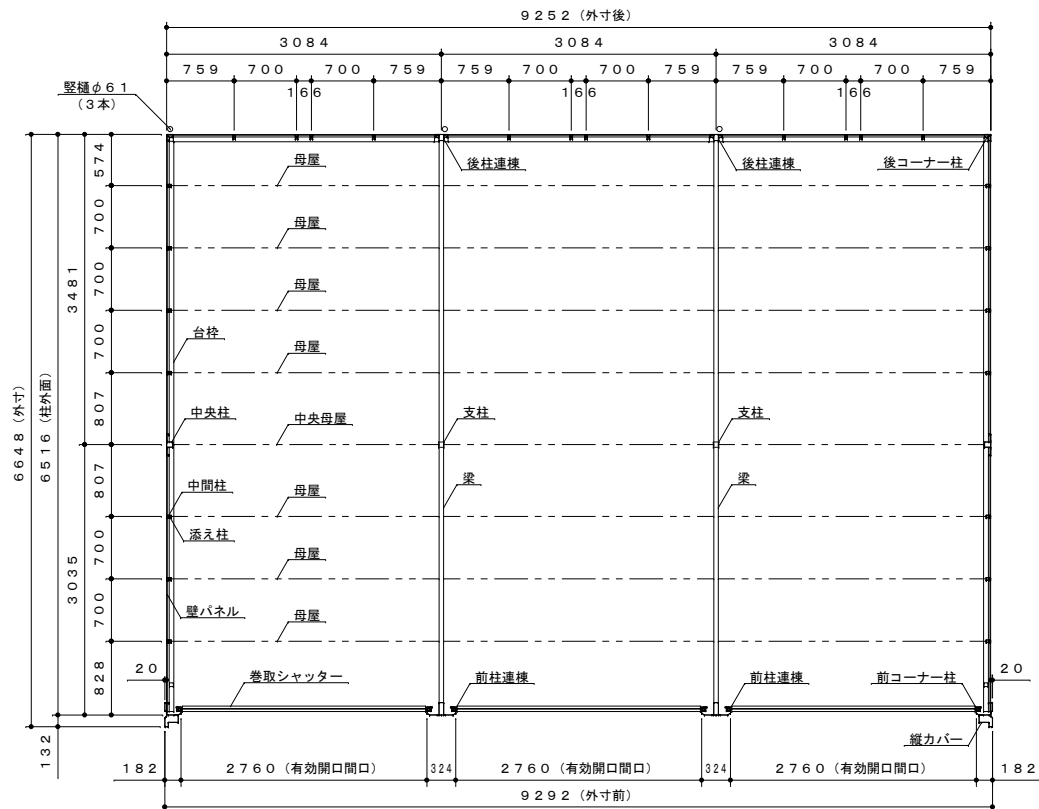 ９２５２（外寸後）
３０８４ ３０８４ ３０８４
７５９ ７００ ７００ ７５９ ７５９ ７００ ７００ ７５９ ７５９ ７００ ７００ ７５９
１６６ １６６ １６６
竪樋φ６１
（３本）
後柱連棟 後柱連棟 後コーナー柱
母屋
母屋
母屋
台枠 母屋
中央柱 中央母屋 支柱 支柱
中間柱 母屋 梁 梁
添え柱 母屋
壁パネル 母屋
巻取シャッター 前柱連棟 前柱連棟 前コーナー柱
縦カバー
６６４８（外寸）
６５１６（柱外面）
１３２
３４８１
３０３５
５７４
７００
７００
７００
８０７
８０７
７００
７００
８２８
２０ ２０
１８２ ２７６０（有効開口間口） ３２４ ２７６０（有効開口間口） ３２４ ２７６０（有効開口間口） １８２
９２９２（外寸前）